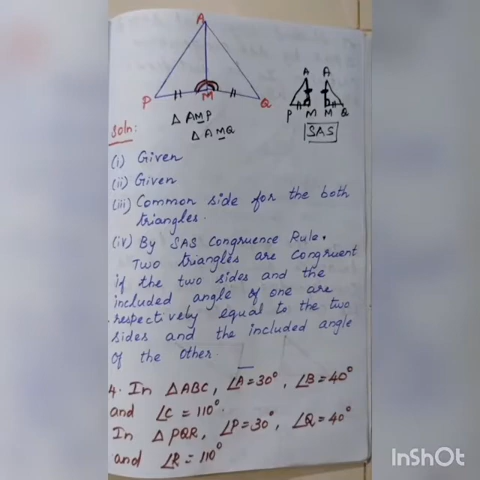 A
P
M
Q
A
A
P
M
M
Q
Δ AMP
Δ AMQ
SAS
Soln:
(i) Given
(ii) Given
(iii) Common side for the both
triangles.
(iv) By SAS Congruence Rule.
Two triangles are congruent
if the two sides and the
included angle of one are
respectively equal to the two
sides and the included angle
of the other.
4. In ΔABC, ∠A=30°, ∠B=40°
and ∠C = 110°.
In ΔPQR, ∠P=30°, ∠Q=40°
and ∠R = 110°
InShOt